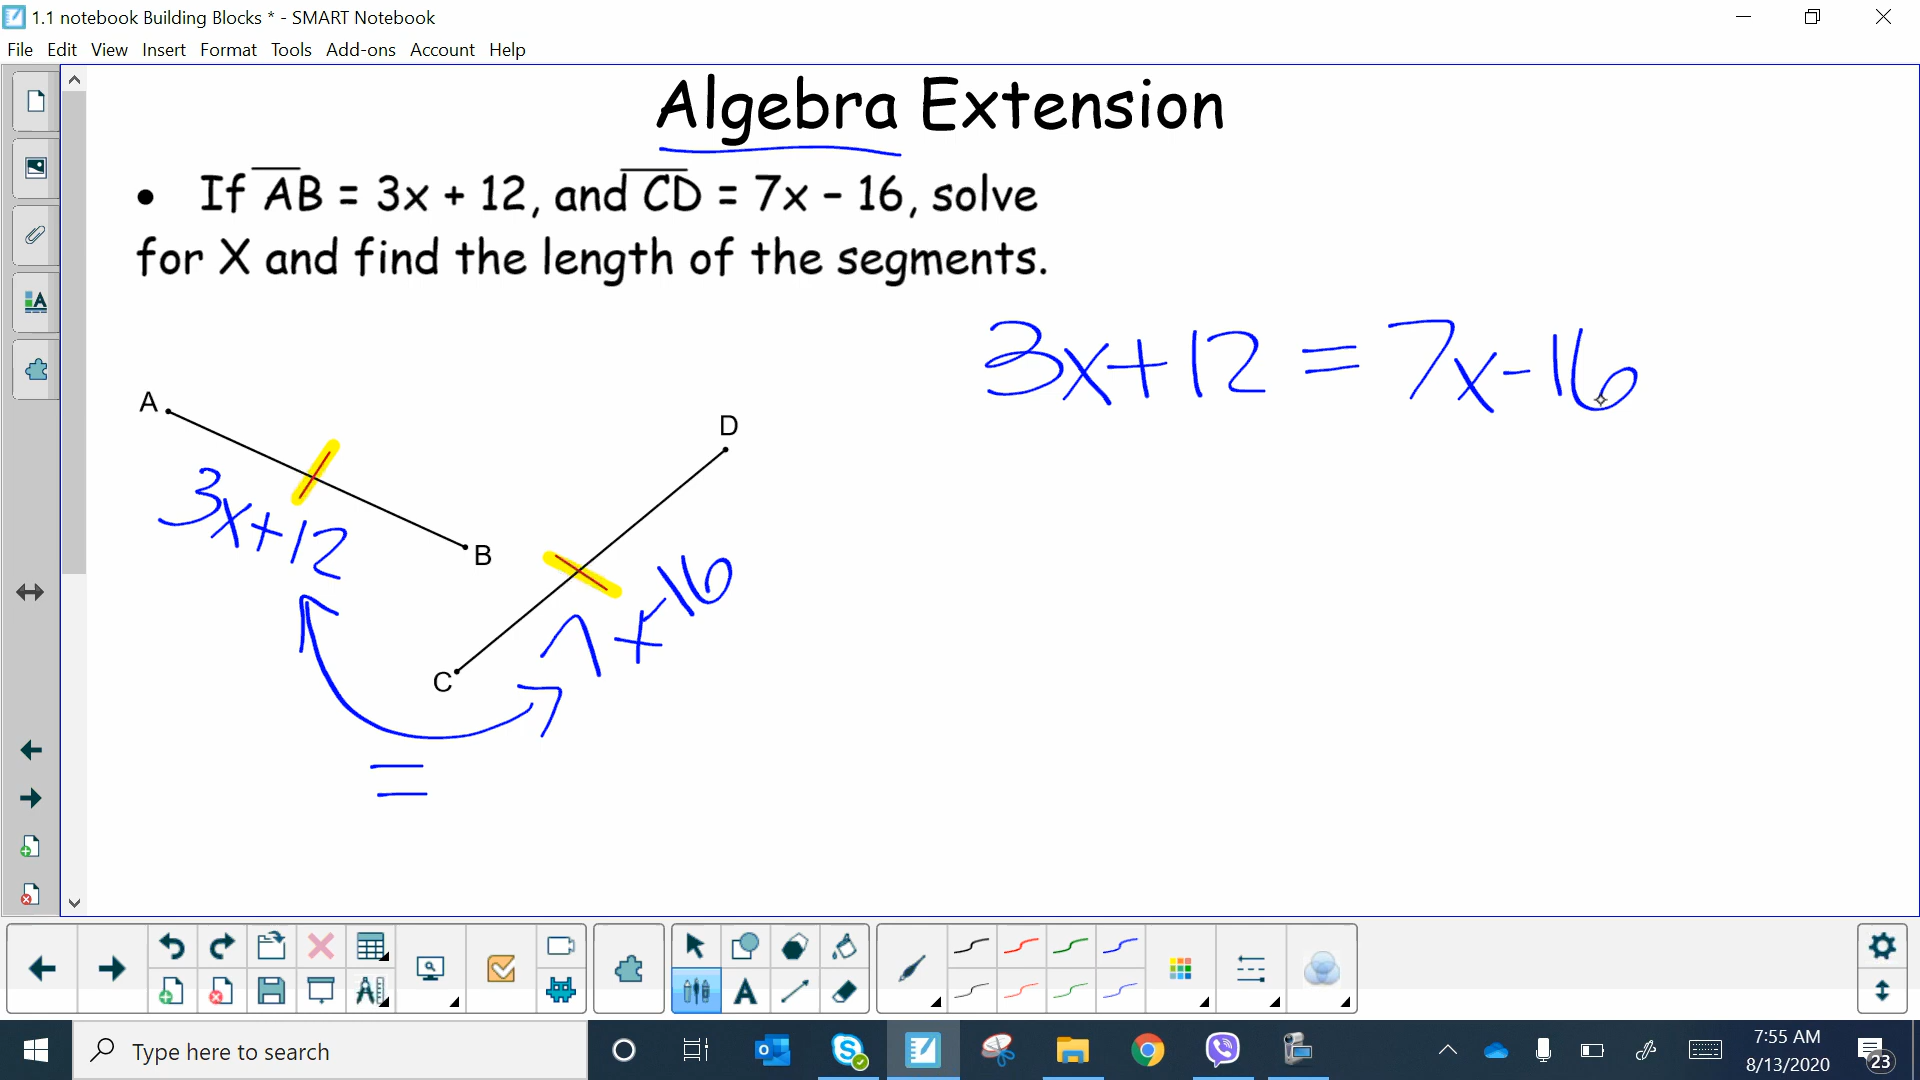 1.1 notebook Building Blocks * - SMART Notebook
File Edit View Insert Format Tools Add-ons Account Help
Algebra Extension
• If AB = 3x + 12, and CD = 7x - 16, solve
for X and find the length of the segments.
3x+12 = 7x-16
A
D
3x+12
B
7x-16
C
=
Type here to search
7:55 AM
8/13/2020
23